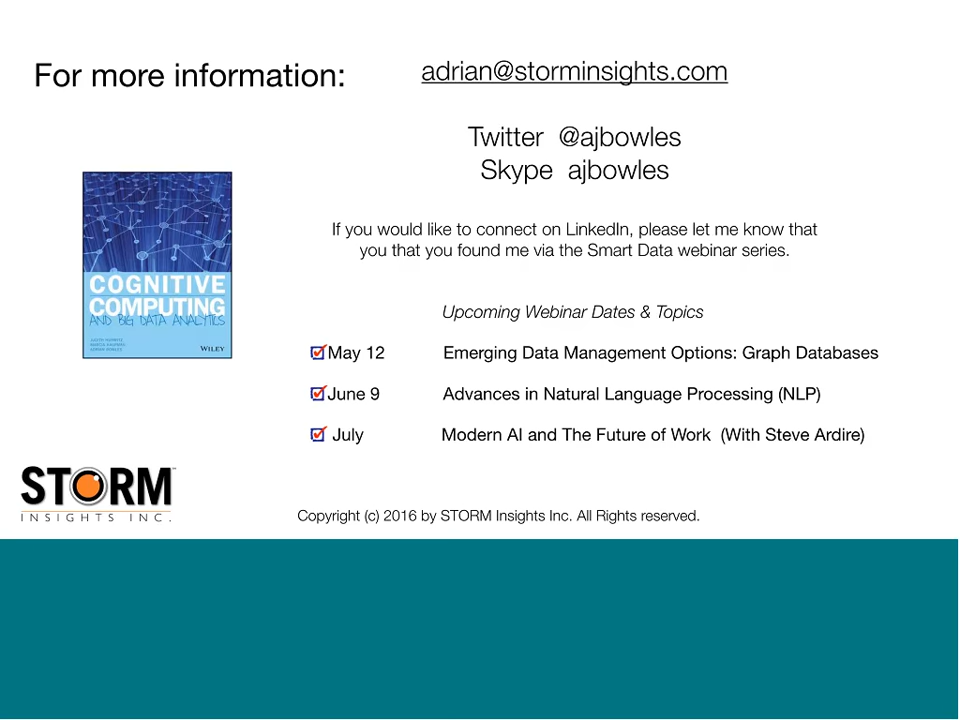 For more information:
adrian@storminsights.com
Twitter @ajbowles
Skype ajbowles
If you would like to connect on LinkedIn, please let me know that
you that you found me via the Smart Data webinar series.
COGNITIVE
COMPUTING
AND BIG DATA ANALYTICS
WILEY
Upcoming Webinar Dates & Topics
May 12 Emerging Data Management Options: Graph Databases
June 9 Advances in Natural Language Processing (NLP)
July Modern AI and The Future of Work (With Steve Ardire)
STORM
INSIGHTS INC.
Copyright (c) 2016 by STORM Insights Inc. All Rights reserved.